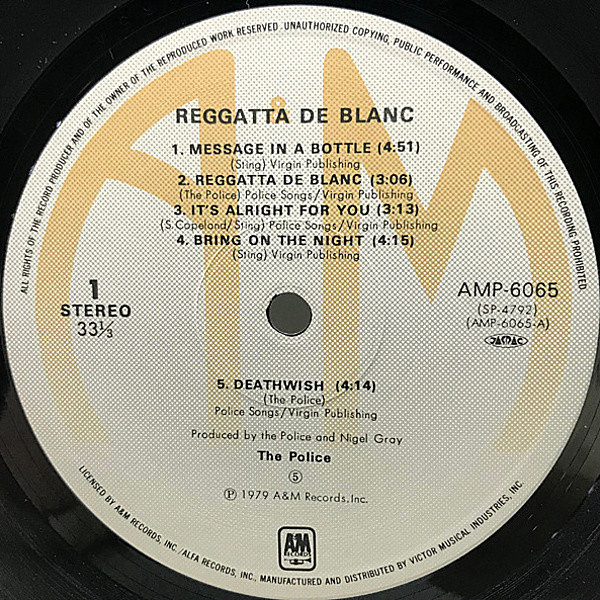 ALL RIGHTS OF THE RECORD PRODUCER AND OF THE OWNER OF THE REPRODUCED WORK RESERVED. UNAUTHORIZED COPYING, PUBLIC PERFORMANCE AND BROADCASTING OF THIS RECORDING PROHIBITED.
REGGATTA DE BLANC
1. MESSAGE IN A BOTTLE (4:51)
(Sting) Virgin Publishing
2. REGGATTA DE BLANC (3:06)
(The Police) Police Songs/Virgin Publishing
3. IT'S ALRIGHT FOR YOU (3:13)
(S.Copeland/Sting) Police Songs/Virgin Publishing
4. BRING ON THE NIGHT (4:15)
(Sting) Virgin Publishing
1
STEREO
33⅓
AMP-6065
(SP-4792)
(AMP-6065-A)
JASRAC
5. DEATHWISH (4:14)
(The Police)
Police Songs/Virgin Publishing
Produced by the Police and Nigel Gray
The Police
⑤
Ⓟ 1979 A&M Records, Inc.
A&M
RECORDS
LICENSED BY A&M RECORDS, INC./ALFA RECORDS, INC., MANUFACTURED AND DISTRIBUTED BY VICTOR MUSICAL INDUSTRIES, INC.